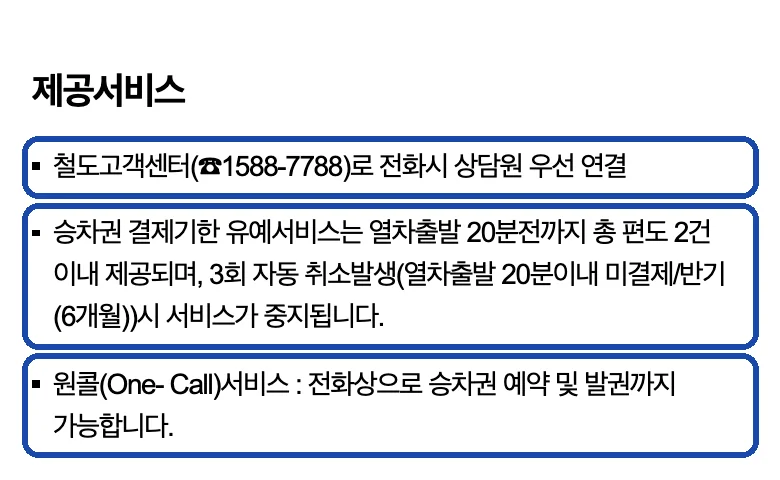 제공서비스
▪ 철도고객센터(☎1588-7788)로 전화시 상담원 우선 연결
▪ 승차권 결제기한 유예서비스는 열차출발 20분전까지 총 편도 2건
이내 제공되며, 3회 자동 취소발생(열차출발 20분이내 미결제/반기
(6개월))시 서비스가 중지됩니다.
▪ 원콜(One- Call)서비스 : 전화상으로 승차권 예약 및 발권까지
가능합니다.